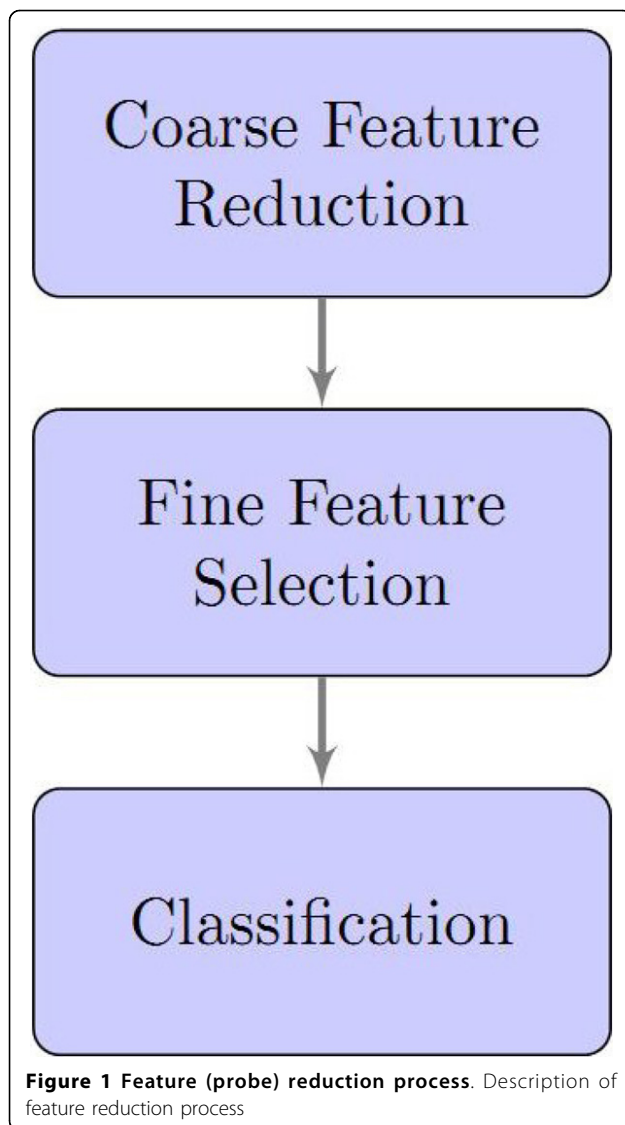 Coarse Feature
Reduction
Fine Feature
Selection
Classification
Figure 1 Feature (probe) reduction process. Description of
feature reduction process